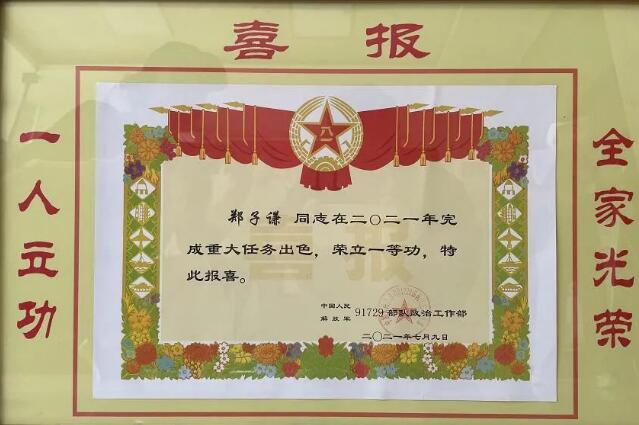 喜报
一人立功
全家光荣
郑子谦 同志在二〇二一年完
成重大任务出色，荣立一等功，特
此报喜。
中国人民
解放军 91729 部队政治工作部
二〇二一年七月九日